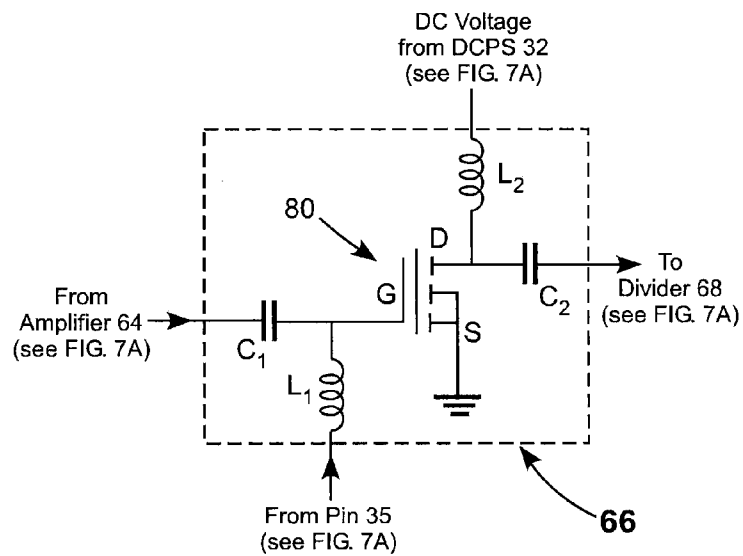 DC Voltage
from DCPS 32
(see FIG. 7A)
L2
80
D
To
Divider 68
(see FIG. 7A)
G
C2
From
Amplifier 64
(see FIG. 7A)
S
C1
L1
From Pin 35
(see FIG. 7A)
66